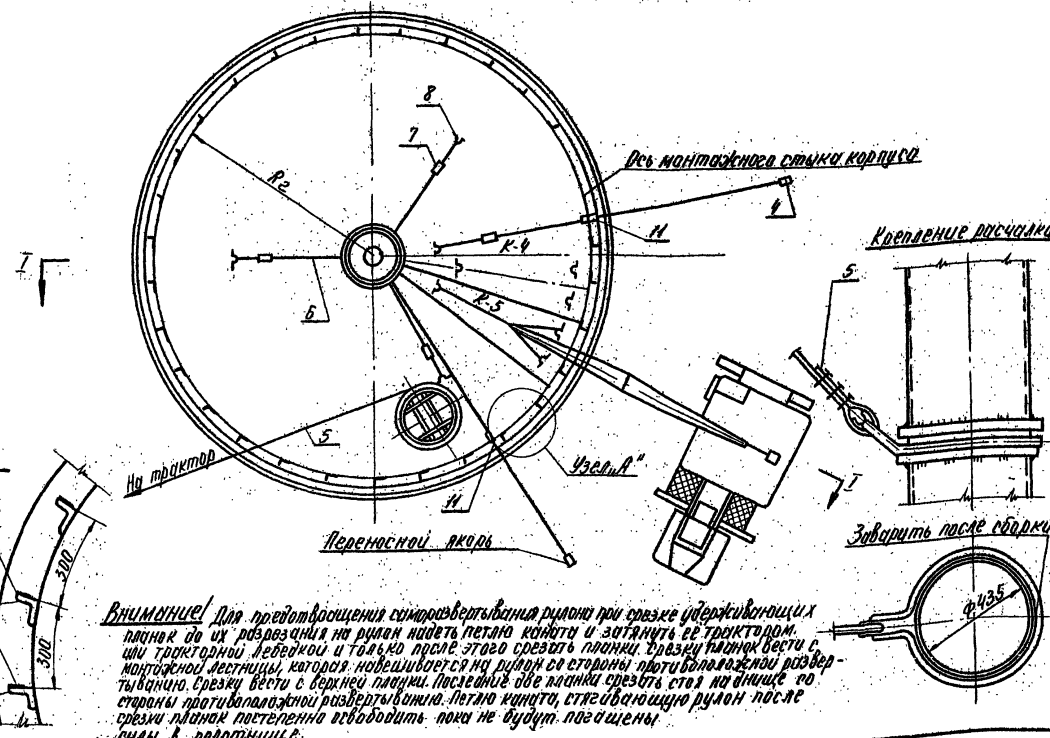 8
7
Ось монтажного стыка корпуса
R2
4
11
К-4
Крепление расчалки
I
5
6
К-5
5
Узел „А"
На трактор
I
11
Переносной якорь
Заварить после сборки
300
300
Ф435
Внимание! Для предотвращения саморазвертывания рулона при срезке удерживающих
планок до их разрезания на рулон надеть петлю каната и затянуть ее трактором
или тракторной лебедкой и только после этого срезать планки. Срезку планок вести с
монтажной лестницы, которая навешивается на рулон со стороны противоположной развер-
тыванию. Срезку вести с верхней планки. Последние две планки срезать стоя на днище со
стороны противоположной развертыванию. Петлю каната, стягивающую рулон после
срезки планок постепенно освободить пока не будут погашены
силы в полотнище.